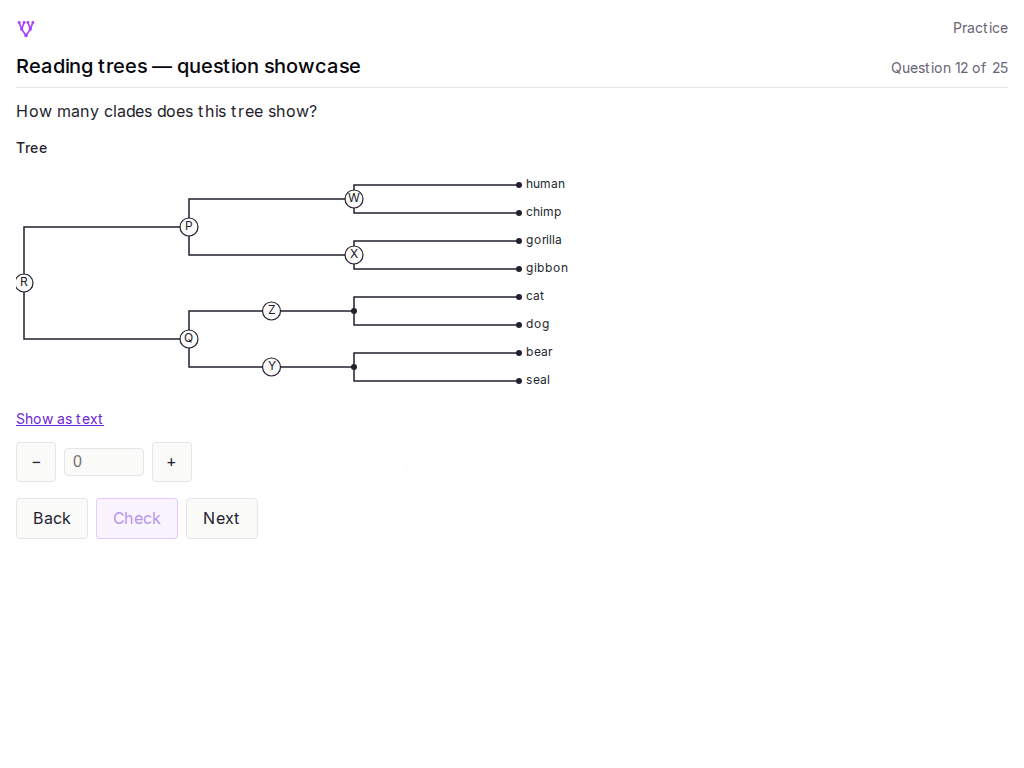 Practice
Reading trees — question showcase
Question 12 of 25
How many clades does this tree show?
Tree
human
W
chimp
P
gorilla
X
gibbon
R
cat
Z
dog
Q
bear
Y
seal
Show as text
− 0 +
Back Check Next